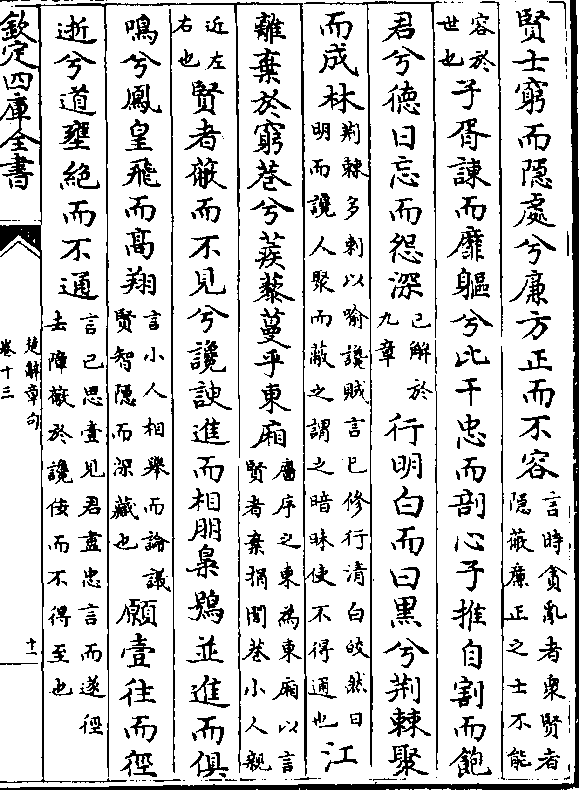 賢士窮而隱處兮廉方正而不容言時貪亂者衆賢者隱蔽廉正之士不能
容於世也子胥諫而靡軀兮比干忠而剖心子推自割而飽
君兮德日忘而怨深已解於九章行明白而曰黑兮荆棘聚
而成林荆棘多刺以喻讒賊言已修行清白皎然日明而讒人聚而蔽之謂之暗昧使不得通也江
離棄於窮巷兮蒺藜蔓乎東廂廧序之東為東廂以言賢者棄捐閭巷小人親
近左右也賢者蔽而不見兮讒諛進而相朋梟鴞並進而俱
鳴兮鳳皇飛而高翔言小人相舉而論議賢智隱而深藏也願壹往而徑
逝兮道壅絶而不通言已思壹見君盡忠言而遂徑去障蔽於讒佞而不得至也
欽定四庫全書
楚辭章句
卷十三
十一